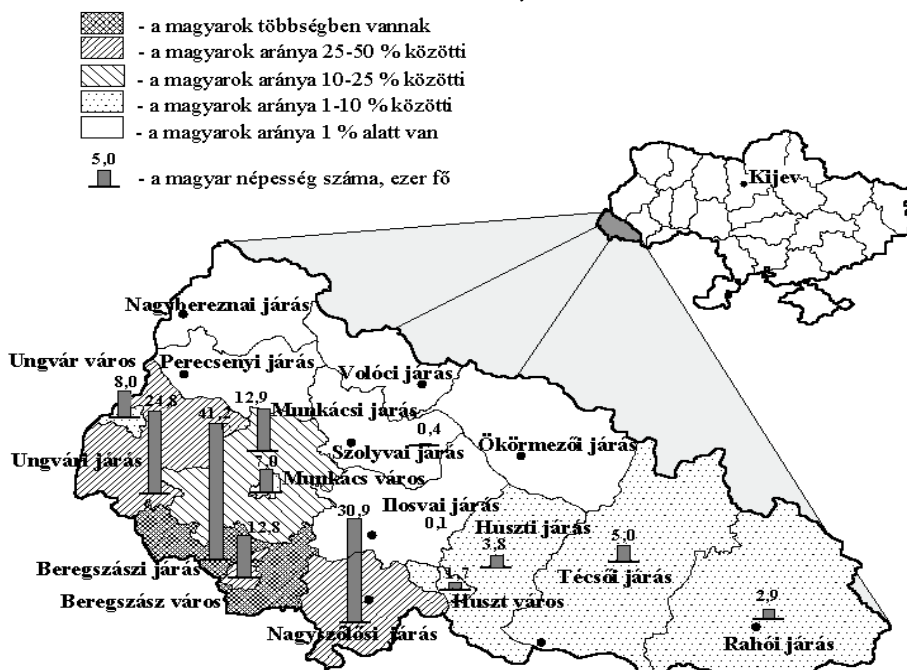 - a magyarok többségben vannak
- a magyarok aránya 25-50 % közötti
- a magyarok aránya 10-25 % közötti
- a magyarok aránya 1-10 % közötti
- a magyarok aránya 1 % alatt van
5,0
- a magyar népesség száma, ezer fő
Kijev
Nagybereznai járás
Ungvár város
Perecsenyi járás
Volóci járás
8,0
24,8
41,2
12,9
Munkácsi járás
0,4
Ökörmezői járás
Szolyvai járás
Ungvári járás
7,0
Munkács város
Ilosvai járás
30,9
0,1
Huszti járás
12,8
3,8
5,0
Beregszászi járás
1,7
Técsői járás
Beregszász város
Huszt város
2,9
Nagyszőlősi járás
Rahói járás